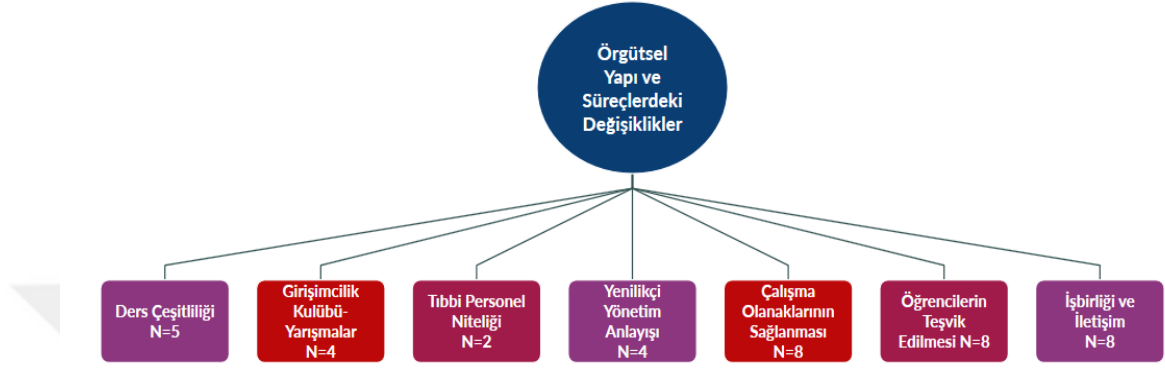 Örgütsel
Yapı ve
Süreçlerdeki
Değişiklikler
Ders Çeşitliliği
N=5
Girişimcilik
Kulübü-
Yarışmalar
N=4
Tıbbi Personel
Niteliği
N=2
Yenilikçi
Yönetim
Anlayışı
N=4
Çalışma
Olanaklarının
Sağlanması
N=8
Öğrencilerin
Teşvik
Edilmesi N=8
İşbirliği ve
İletişim
N=8